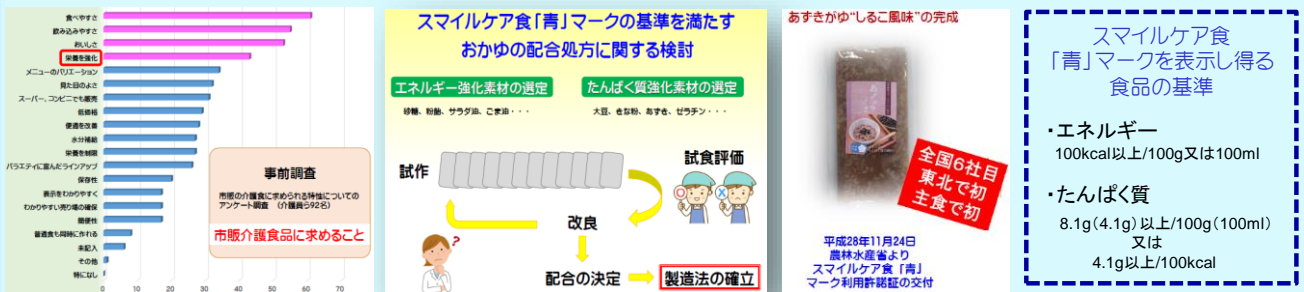 食べやすさ
飲み込みやすさ
おいしさ
栄養を強化
メニューのバリエーション
見た目のよさ
スーパー、コンビニでも販売
低価格
便通を改善
水分補給
栄養を制限
バラエティに富んだラインアップ
保存性
表示をわかりやすく
わかりやすい売り場の確保
簡便性
普通食も同時に作れる
未記入
その他
特になし
0 10 20 30 40 50 60 70
事前調査
市販の介護食に求められる特性についての
アンケート調査 (介護員ら92名)
市販介護食品に求めること
スマイルケア食「青」マークの基準を満たす
おかゆの配合処方に関する検討
エネルギー強化素材の選定
砂糖、粉飴、サラダ油、ごま油・・・
たんぱく質強化素材の選定
大豆、きな粉、あずき、ゼラチン・・・
試作
試食評価
改良
?
配合の決定
製造法の確立
あずきがゆ“しるこ風味”の完成
全国6社目
東北で初
主食で初
平成28年11月24日
農林水産省より
スマイルケア食「青」
マーク利用許諾証の交付
スマイルケア食
「青」マークを表示し得る
食品の基準
・エネルギー
100kcal以上/100g又は100ml
・たんぱく質
8.1g(4.1g)以上/100g(100ml)
又は
4.1g以上/100kcal